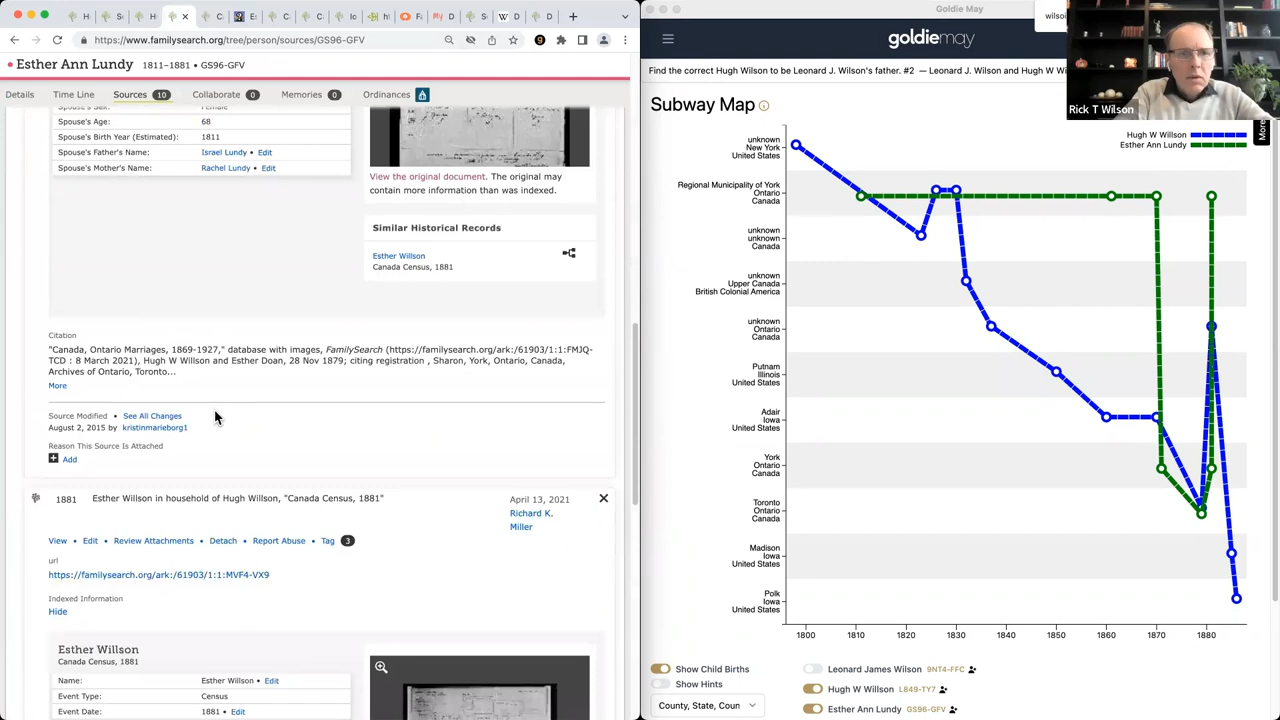 https://www.familysearch.org/tree/person/sources/GS96-GFV
Esther Ann Lundy 1811–1881 • GS96-GFV
Details Time Line Sources 10 Collaborate 0 Memories 0 Ordinances
Spouse's Age: 68
Spouse's Birth Year (Estimated): 1811
Spouse's Father's Name: Israel Lundy • Edit
Spouse's Mother's Name: Rachel Lundy • Edit
View the original document. The original may
contain more information than was indexed.
Similar Historical Records
Esther Willson
Canada Census, 1881
Citation
"Canada, Ontario Marriages, 1869-1927," database with images, FamilySearch (https://familysearch.org/ark:/61903/1:1:FMJQ-
TCD : 8 March 2021), Hugh W Willson and Esther Doan, 28 Nov 1879; citing registration , Sharon, York, Ontario, Canada,
Archives of Ontario, Toronto...
More
Source Modified • See All Changes
August 2, 2015 by kristinmarieborg1
Reason This Source Is Attached
Add
1881 Esther Willson in household of Hugh Willson, "Canada Census, 1881"
April 13, 2021
Richard K.
Miller
View • Edit • Review Attachments • Detach • Report Abuse • Tag 3
url
https://familysearch.org/ark:/61903/1:1:MVF4-VX9
Indexed Information
Hide
Esther Willson
Canada Census, 1881
Name: Esther Willson • Edit
Event Type: Census
Event Date: 1881 • Edit
Goldie May
goldiemay
Find the correct Hugh Wilson to be Leonard J. Wilson's father. #2 — Leonard J. Wilson and Hugh W Wi
Subway Map
Rick T Wilson
More
Hugh W Willson
Esther Ann Lundy
unknown
New York
United States
Regional Municipality of York
Ontario
Canada
unknown
unknown
Canada
unknown
Upper Canada
British Colonial America
unknown
Ontario
Canada
Putnam
Illinois
United States
Adair
Iowa
United States
York
Ontario
Canada
Toronto
Ontario
Canada
Madison
Iowa
United States
Polk
Iowa
United States
1800 1810 1820 1830 1840 1850 1860 1870 1880
Show Child Births
Show Hints
County, State, Coun
Leonard James Wilson 9NT4-FFC
Hugh W Willson L849-TY7
Esther Ann Lundy GS96-GFV